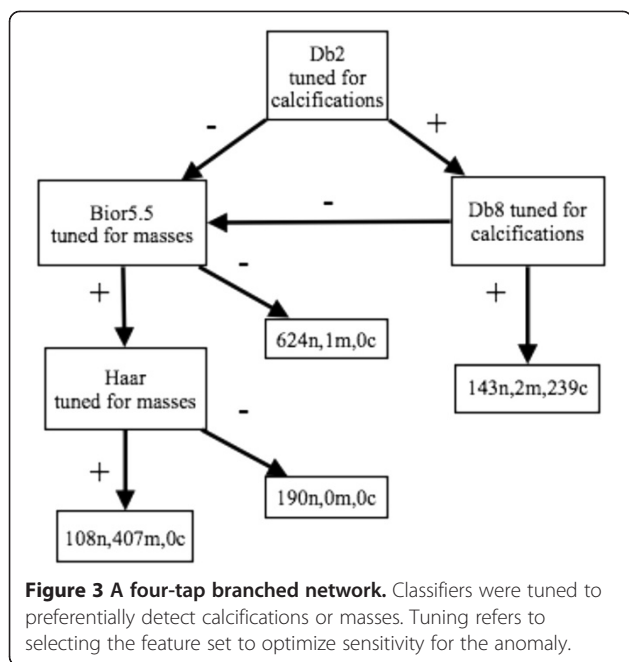 Db2
tuned for
calcifications
-
+
Bior5.5
tuned for masses
-
Db8 tuned for
calcifications
+
-
+
624n,1m,0c
143n,2m,239c
Haar
tuned for masses
-
+
190n,0m,0c
108n,407m,0c
Figure 3 A four-tap branched network. Classifiers were tuned to
preferentially detect calcifications or masses. Tuning refers to
selecting the feature set to optimize sensitivity for the anomaly.